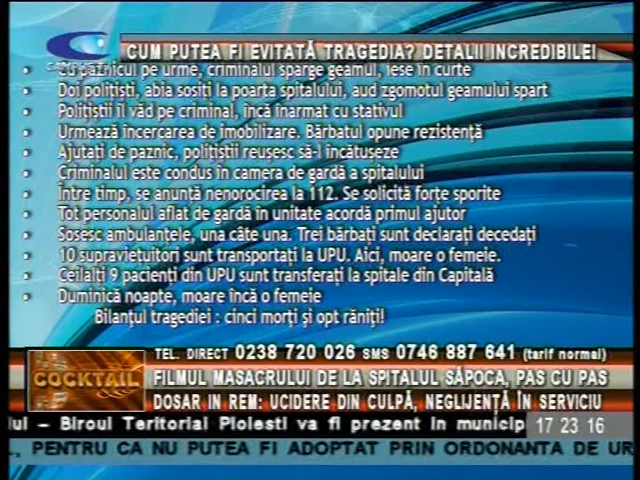 CUM PUTEA FI EVITATĂ TRAGEDIA? DETALII INCREDIBILE!
• Cu paznicul pe urme, criminalul sparge geamul, iese în curte
• Doi polițiști, abia sosiți la poarta spitalului, aud zgomotul geamului spart
• Polițiștii îl văd pe criminal, încă înarmat cu stativul
• Urmează încercarea de imobilizare. Bărbatul opune rezistență
• Ajutați de paznic, polițiștii reușesc să-l încătușeze
• Criminalul este condus în camera de gardă a spitalului
• Între timp, se anunță nenorocirea la 112. Se solicită forțe sporite
• Tot personalul aflat de gardă în unitate acordă primul ajutor
• Sosesc ambulanțele, una câte una. Trei bărbați sunt declarați decedați
• 10 supraviețuitori sunt transportați la UPU. Aici, moare o femeie.
• Ceilalți 9 pacienți din UPU sunt transferați la spitale din Capitală
• Duminică noapte, moare încă o femeie
Bilanțul tragediei : cinci morți și opt răniți!
TEL. DIRECT 0238 720 026 SMS 0746 887 641 (tarif normal)
COCKTAIL
FILMUL MASACRULUI DE LA SPITALUL SĂPOCA, PAS CU PAS
DOSAR IN REM: UCIDERE DIN CULPĂ, NEGLIJENȚĂ ÎN SERVICIU
lui – Biroul Teritorial Ploiesti va fi prezent in municip
17 23 16
., PENTRU CA NU PUTEA FI ADOPTAT PRIN ORDONANTA DE UR